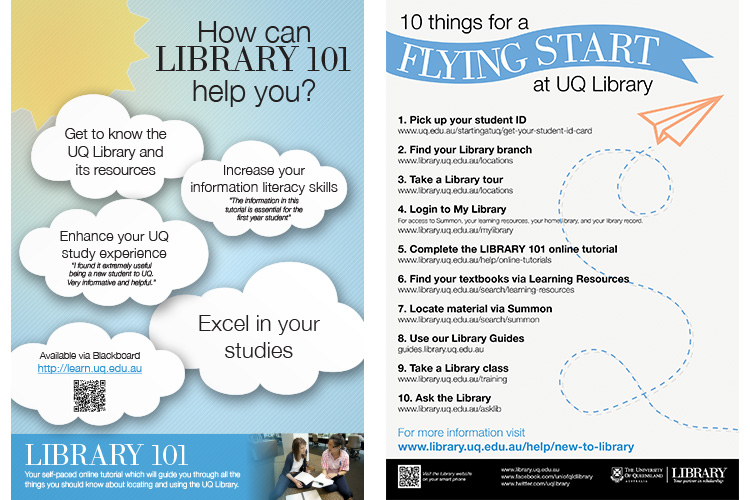 How can
LIBRARY 101
help you?
Get to know the
UQ Library and
its resources
Increase your
information literacy skills
"The information in this
tutorial is essential for the
first year student"
Enhance your UQ
study experience
"I found it extremely useful
being a new student to UQ.
Very informative and helpful."
Excel in your
studies
Available via Blackboard
http://learn.uq.edu.au
LIBRARY 101
Your self-paced online tutorial which will guide you through all the
things you should know about locating and using the UQ Library.
10 things for a
FLYING START
at UQ Library
1. Pick up your student ID
www.uq.edu.au/startingatuq/get-your-student-id-card
2. Find your Library branch
www.library.uq.edu.au/locations
3. Take a Library tour
www.library.uq.edu.au/locations
4. Login to My Library
For access to Summon, your learning resources, your home library, and your library record.
www.library.uq.edu.au/mylibrary
5. Complete the LIBRARY 101 online tutorial
www.library.uq.edu.au/help/online-tutorials
6. Find your textbooks via Learning Resources
www.library.uq.edu.au/search/learning-resources
7. Locate material via Summon
www.library.uq.edu.au/search/summon
8. Use our Library Guides
guides.library.uq.edu.au
9. Take a Library class
www.library.uq.edu.au/training
10. Ask the Library
www.library.uq.edu.au/asklib
For more information visit
www.library.uq.edu.au/help/new-to-library
Visit the Library website
on your smart phone
www.library.uq.edu.au
www.facebook.com/uniofqldlibrary
www.twitter.com/uqlibrary
THE UNIVERSITY
OF QUEENSLAND
AUSTRALIA
LIBRARY
Your partner in scholarship